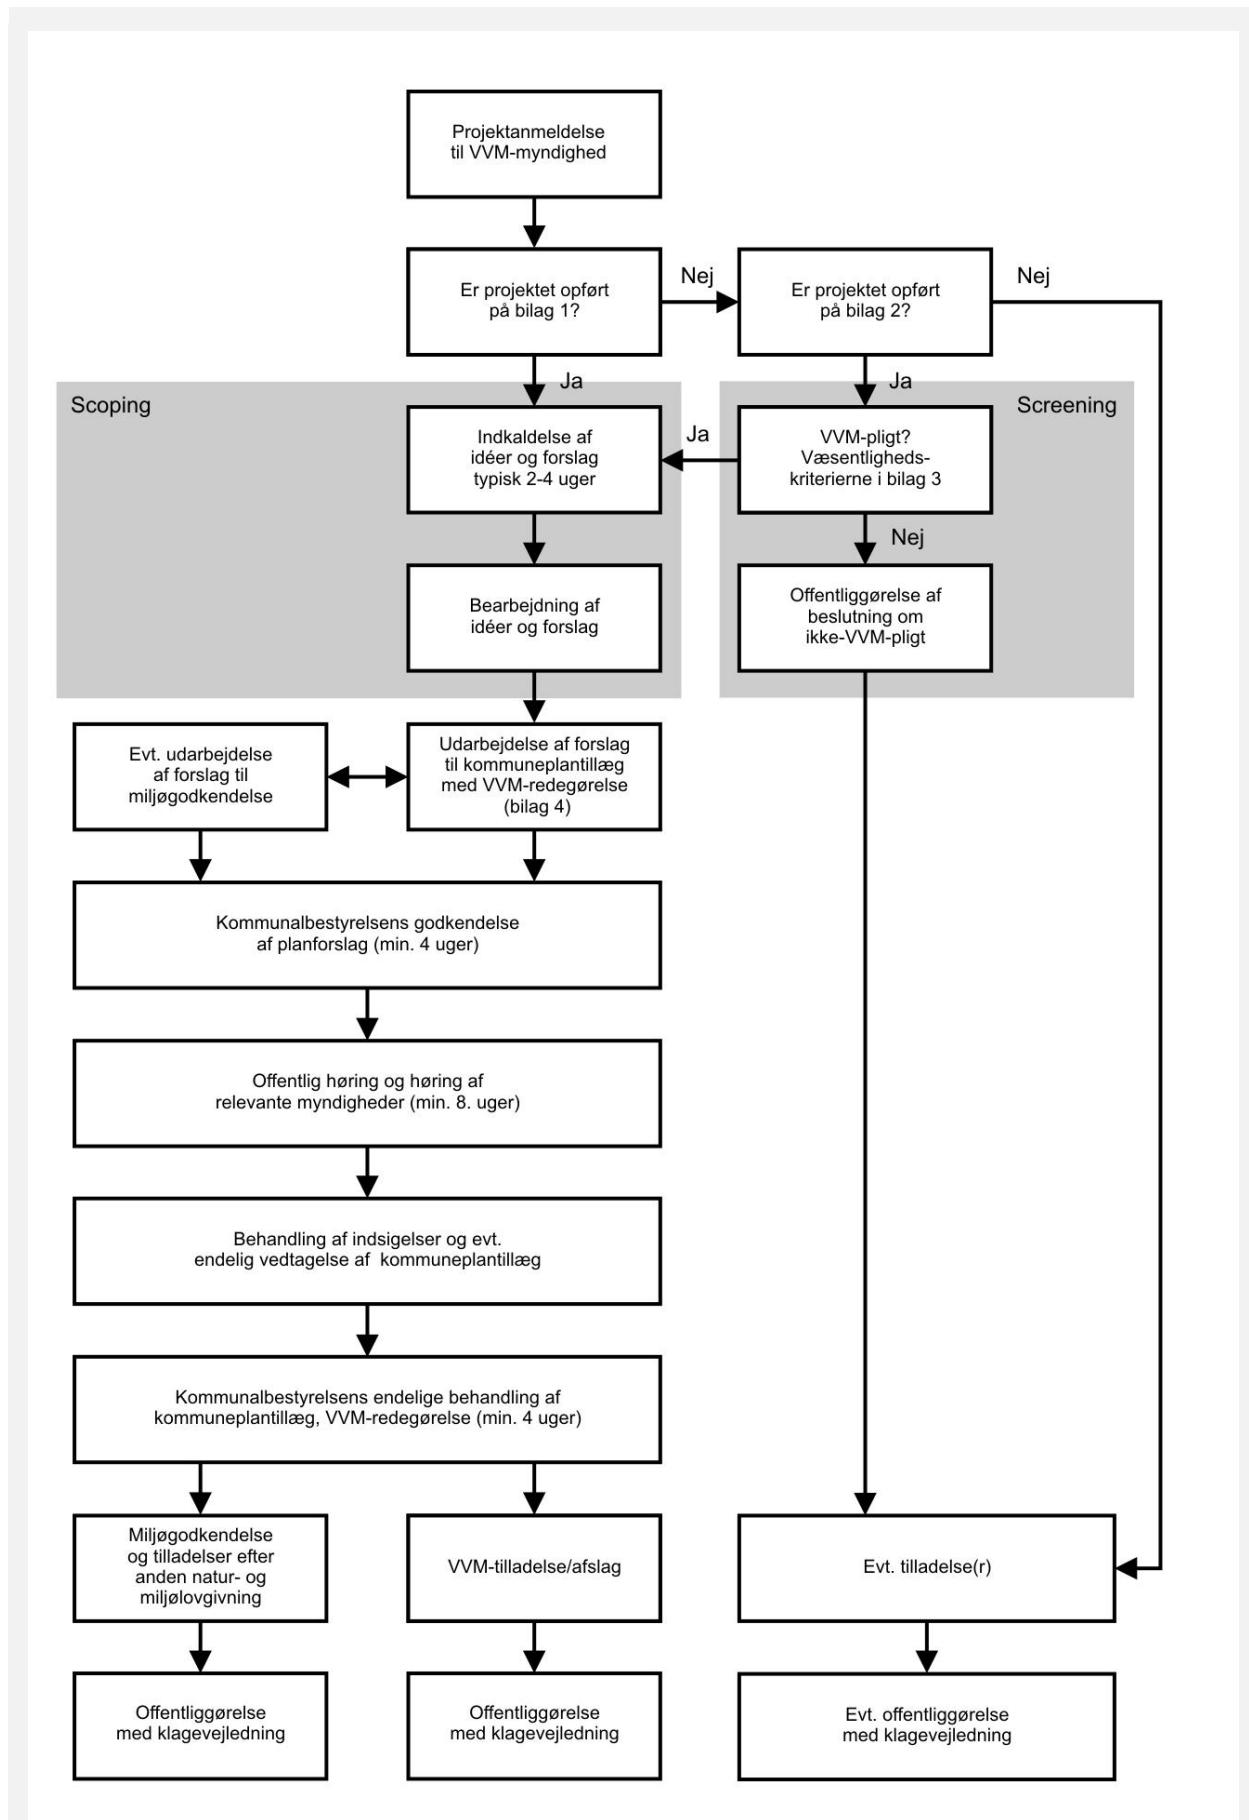 Projektanmeldelse
til VVM-myndighed
Er projektet opført
på bilag 1?
Nej
Er projektet opført
på bilag 2?
Nej
Ja
Ja
Scoping
Screening
Indkaldelse af
idéer og forslag
typisk 2-4 uger
Ja
VVM-pligt?
Væsentligheds-
kriterierne i bilag 3
Nej
Bearbejdning af
idéer og forslag
Offentliggørelse af
beslutning om
ikke-VVM-pligt
Evt. udarbejdelse
af forslag til
miljøgodkendelse
Udarbejdelse af forslag
til kommuneplantillæg
med VVM-redegørelse
(bilag 4)
Kommunalbestyrelsens godkendelse
af planforslag (min. 4 uger)
Offentlig høring og høring af
relevante myndigheder (min. 8. uger)
Behandling af indsigelser og evt.
endelig vedtagelse af  kommuneplantillæg
Kommunalbestyrelsens endelige behandling af
kommuneplantillæg, VVM-redegørelse (min. 4 uger)
Miljøgodkendelse
og tilladelser efter
anden natur- og
miljølovgivning
VVM-tilladelse/afslag
Evt. tilladelse(r)
Offentliggørelse
med klagevejledning
Offentliggørelse
med klagevejledning
Evt. offentliggørelse
med klagevejledning